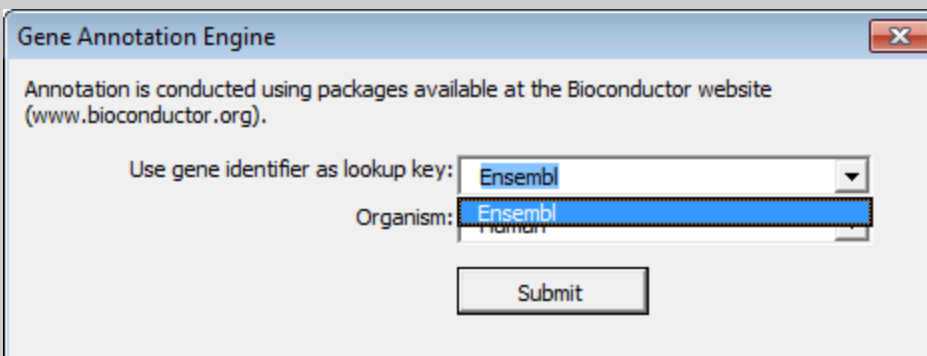 Gene Annotation Engine
Annotation is conducted using packages available at the Bioconductor website
(www.bioconductor.org).
Use gene identifier as lookup key: Ensembl
Ensembl
Organism: Human
Submit